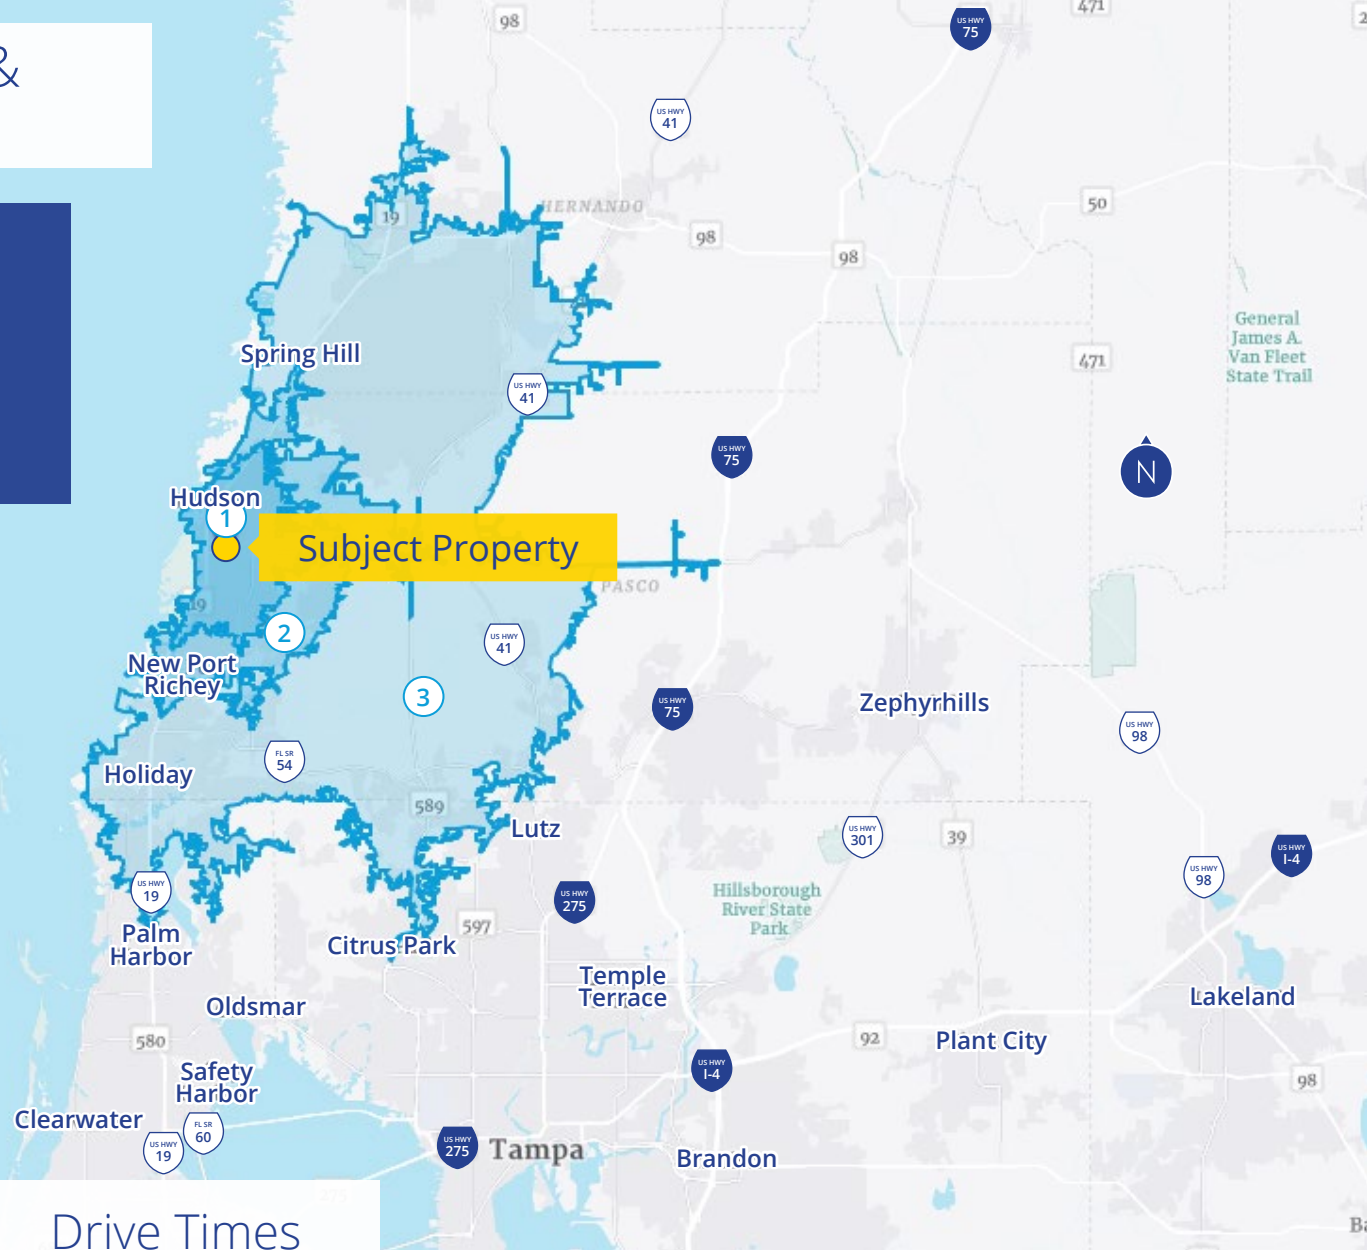 98
US HWY
75
471
&
US HWY
41
50
HERNANDO
19
98
98
General
James A.
Van Fleet
State Trail
Spring Hill
471
US HWY
41
US HWY
75
N
Hudson
1
Subject Property
PASCO
19
2
US HWY
41
New Port
Richey
3
US HWY
75
Zephyrhills
US HWY
98
FL SR
54
Holiday
589
Lutz
US HWY
301
39
US HWY
I-4
US HWY
98
US HWY
19
US HWY
275
Hillsborough
River State
Park
597
Palm
Harbor
Citrus Park
Temple
Terrace
Lakeland
Oldsmar
580
92
Plant City
Safety
Harbor
US HWY
I-4
98
Clearwater
FL SR
60
US HWY
19
US HWY
275
Tampa
Brandon
275
Drive Times